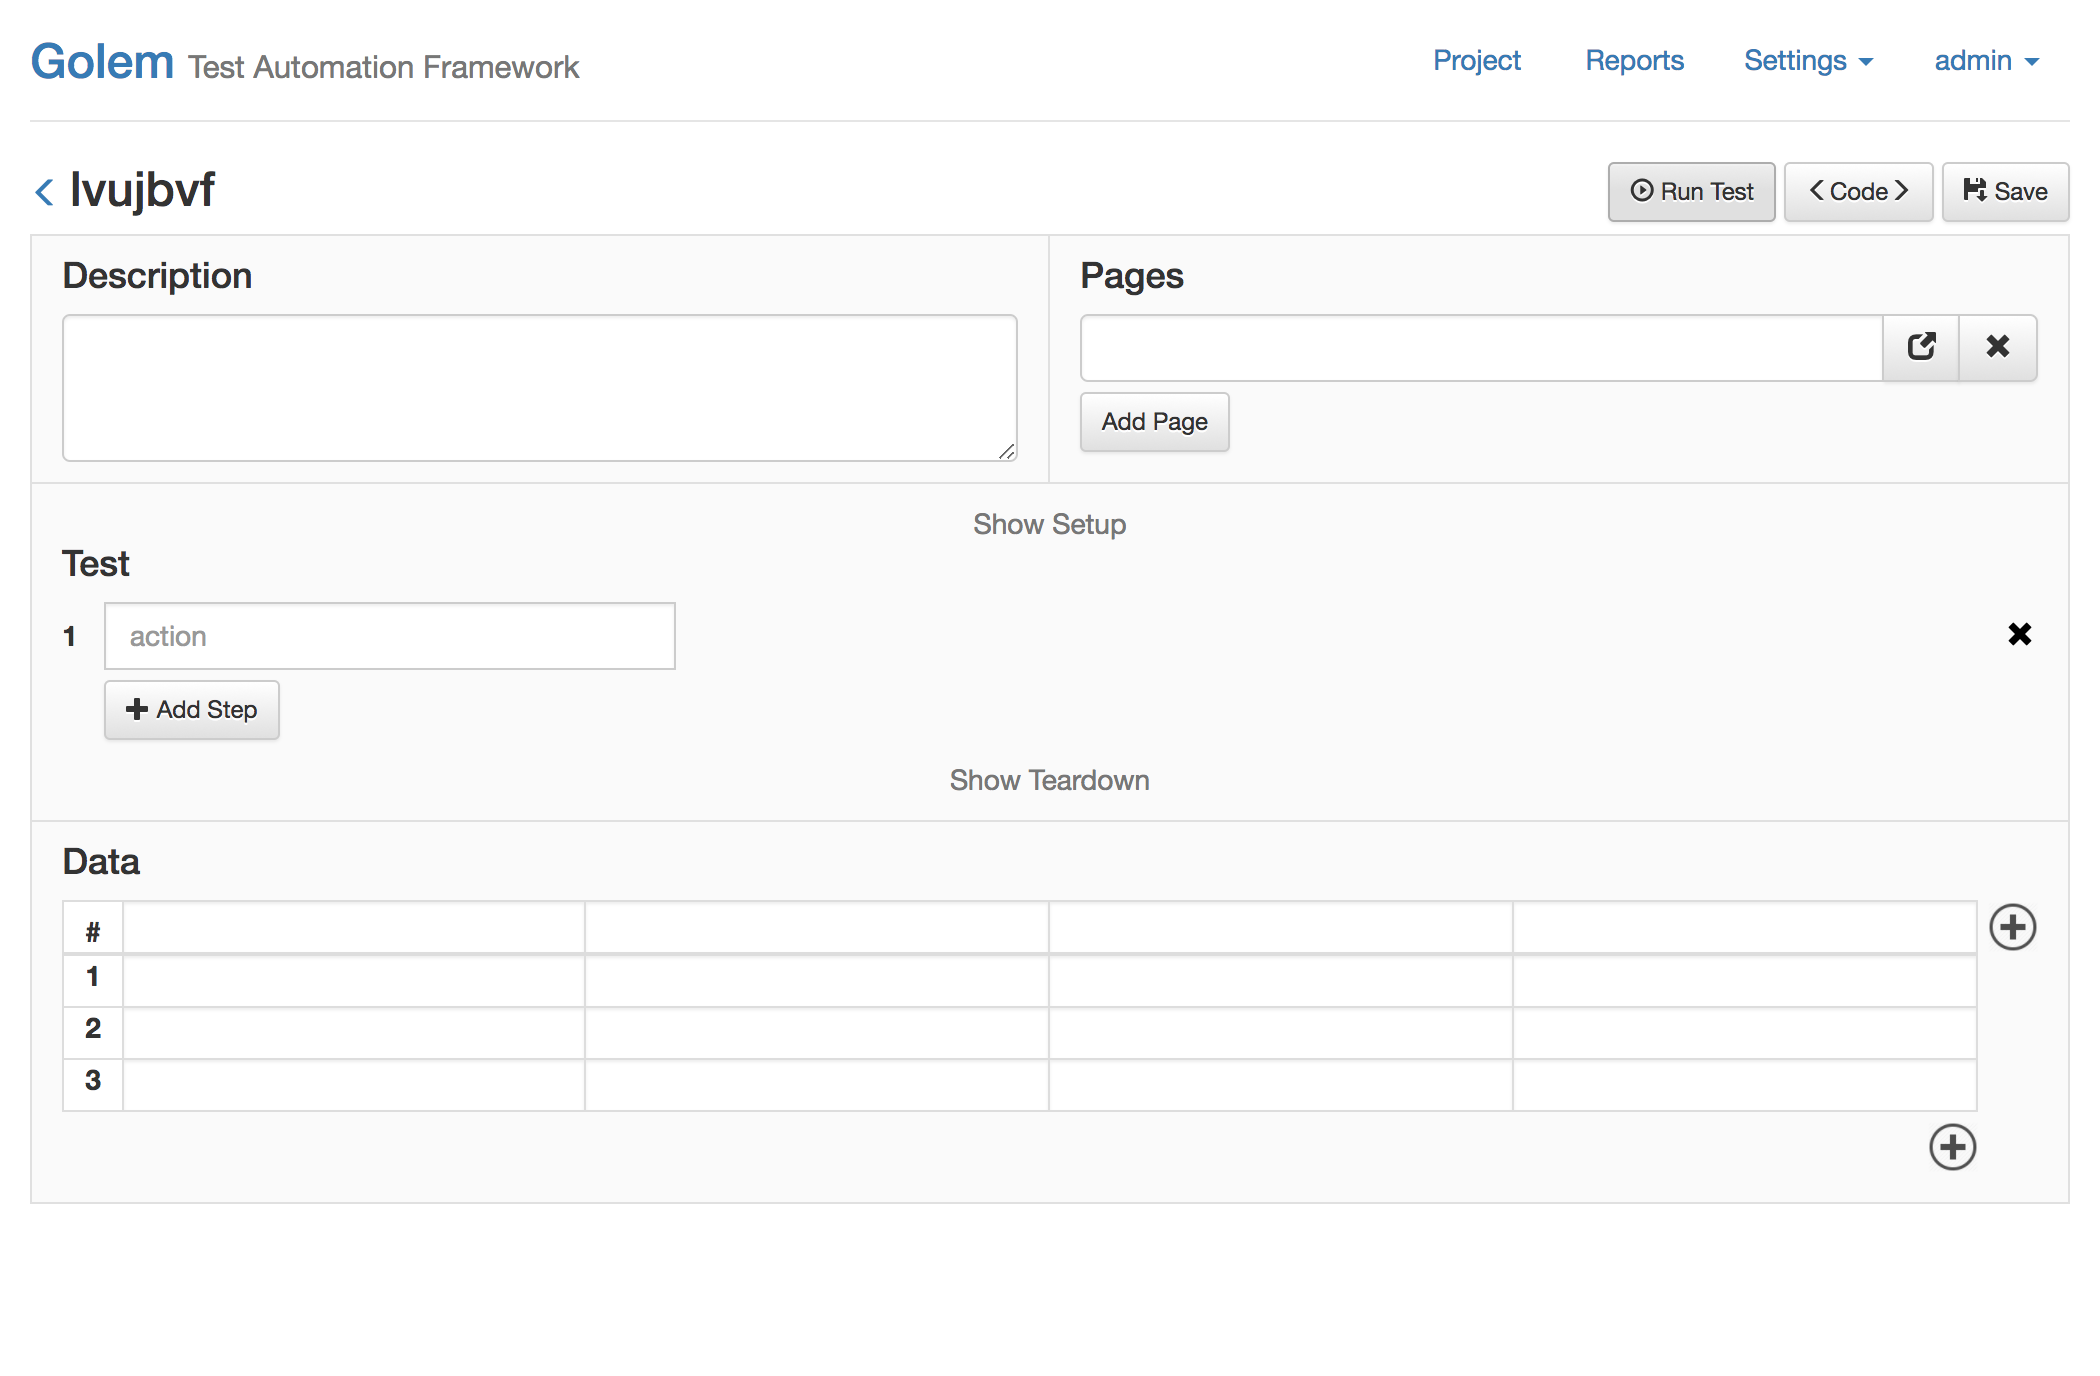 Golem Test Automation Framework
Project Reports Settings admin
lvujbvf
Run Test
Code
Save
Description
Pages
Add Page
Show Setup
Test
1 action
Add Step
Show Teardown
Data
#
1
2
3